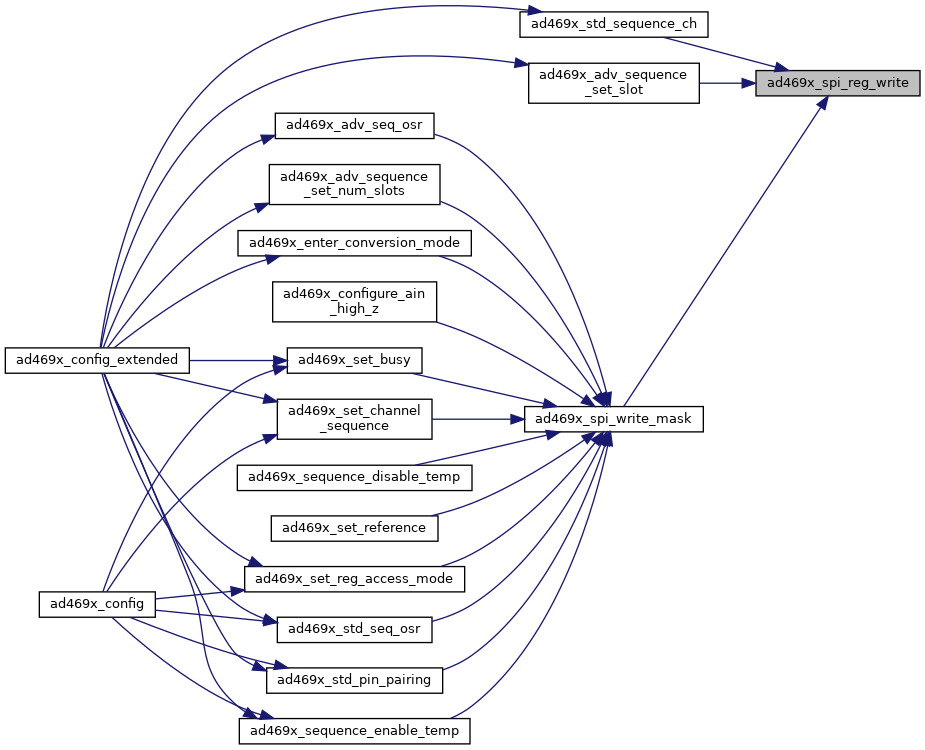 ad469x_std_sequence_ch
ad469x_adv_sequence
_set_slot
ad469x_spi_reg_write
ad469x_adv_seq_osr
ad469x_adv_sequence
_set_num_slots
ad469x_enter_conversion_mode
ad469x_configure_ain
_high_z
ad469x_config_extended
ad469x_set_busy
ad469x_set_channel
_sequence
ad469x_spi_write_mask
ad469x_sequence_disable_temp
ad469x_set_reference
ad469x_set_reg_access_mode
ad469x_config
ad469x_std_seq_osr
ad469x_std_pin_pairing
ad469x_sequence_enable_temp